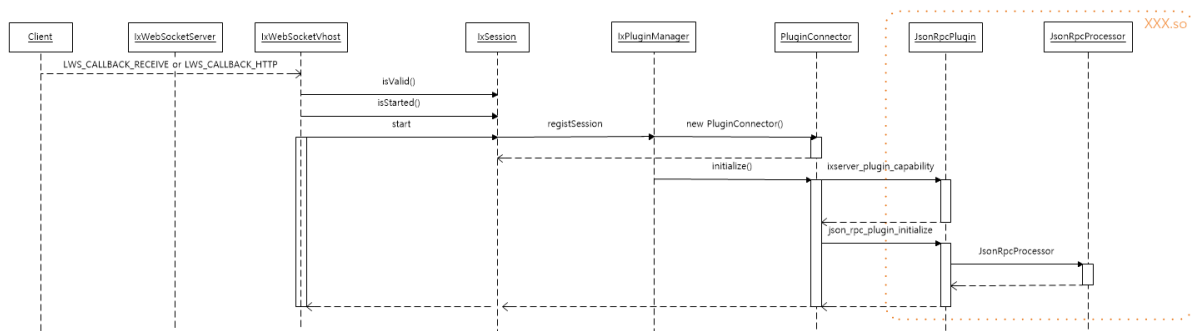 XXX.so
Client
IxWebSocketServer
IxWebSocketVhost
IxSession
IxPluginManager
PluginConnector
JsonRpcPlugin
JsonRpcProcessor
LWS_CALLBACK_RECEIVE or LWS_CALLBACK_HTTP
isValid()
isStarted()
start
registSession
new PluginConnector()
initialize()
ixserver_plugin_capability
json_rpc_plugin_initialize
JsonRpcProcessor